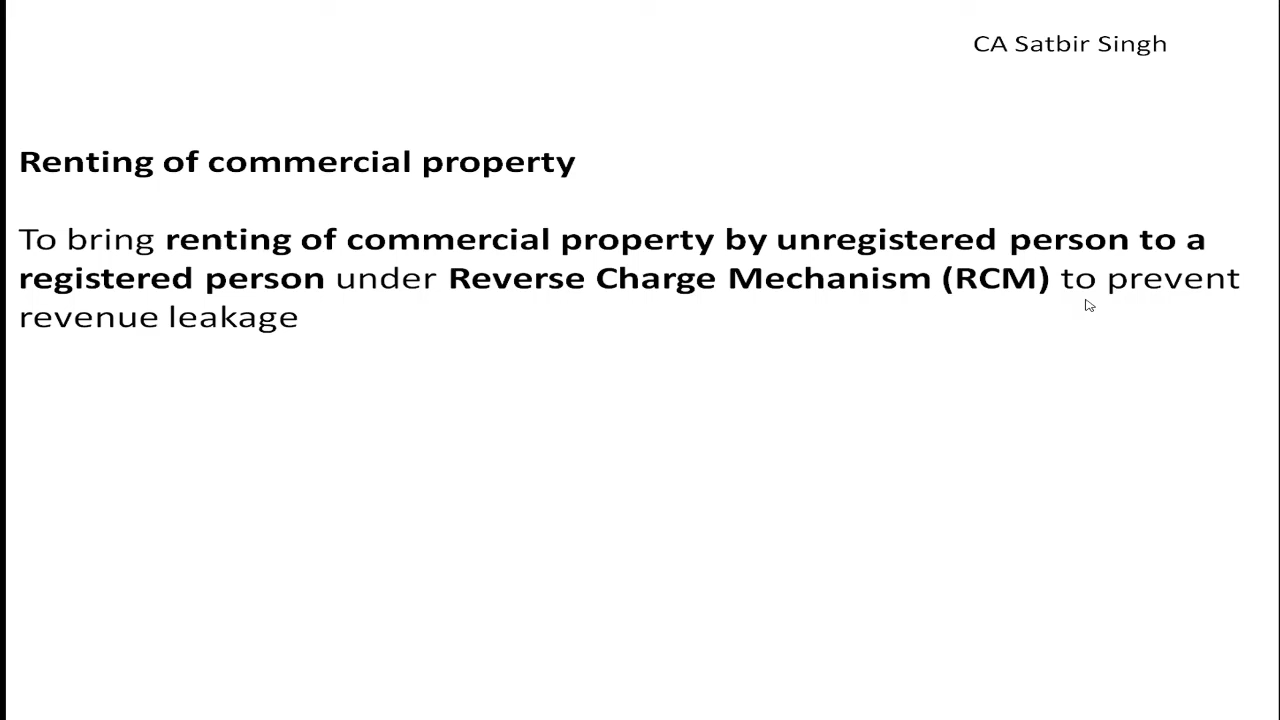 CA Satbir Singh
Renting of commercial property
To bring renting of commercial property by unregistered person to a
registered person under Reverse Charge Mechanism (RCM) to prevent
revenue leakage